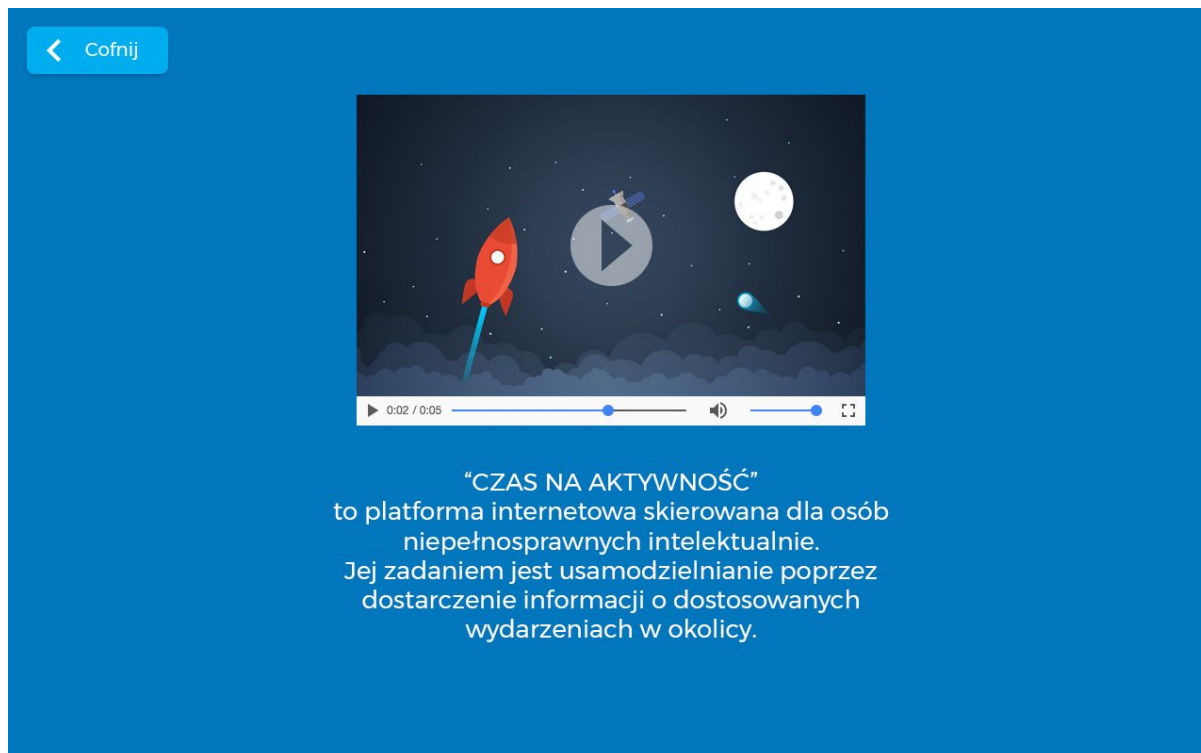 Cofnij
0:02 / 0:05
“CZAS NA AKTYWNOŚĆ”
to platforma internetowa skierowana dla osób
niepełnosprawnych intelektualnie.
Jej zadaniem jest usamodzielnianie poprzez
dostarczenie informacji o dostosowanych
wydarzeniach w okolicy.